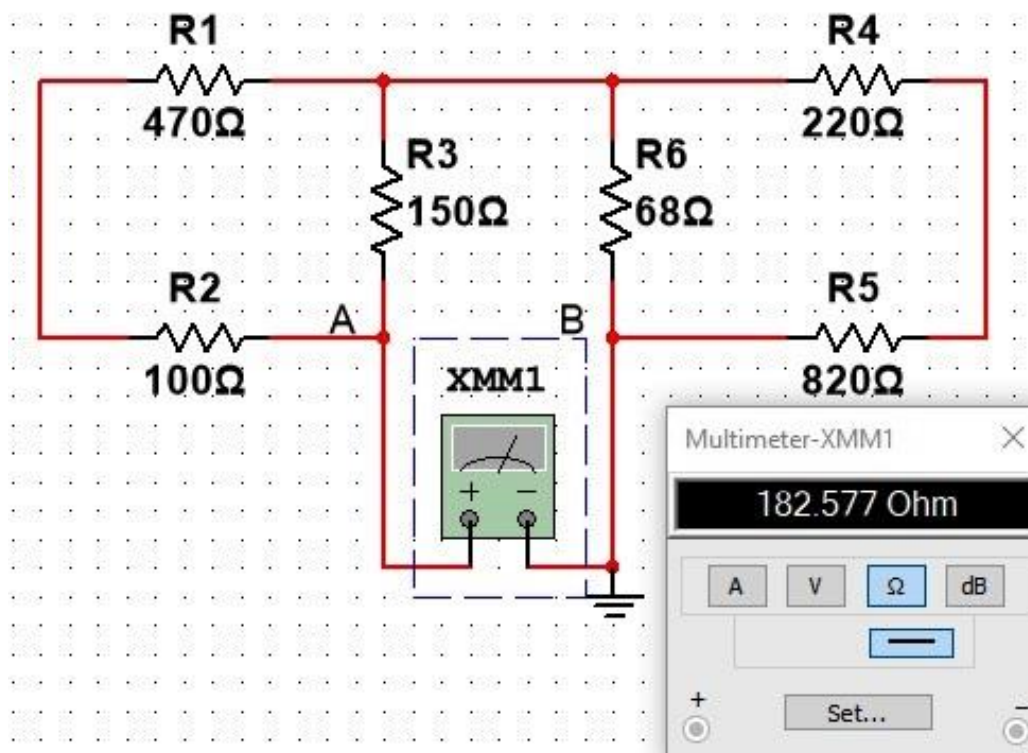 R1
470Ω
R4
220Ω
R3
150Ω
R6
68Ω
R2
100Ω
A
B
R5
820Ω
XMM1
+ −
Multimeter-XMM1
182.577 Ohm
A V Ω dB
+ Set... −